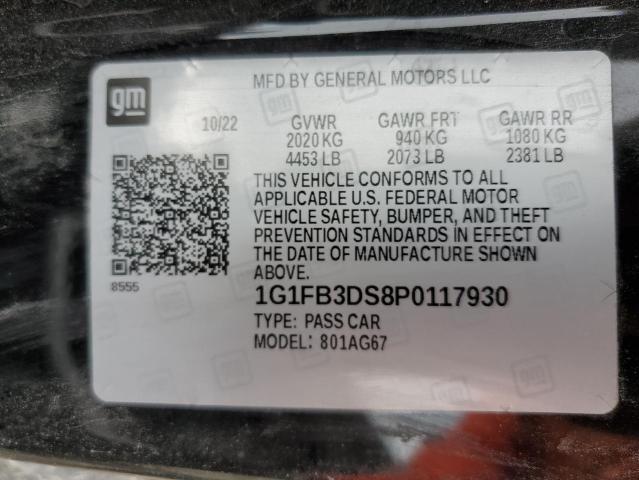 gm
MFD BY GENERAL MOTORS LLC
10/22 GVWR GAWR FRT GAWR RR
2020 KG 940 KG 1080 KG
4453 LB 2073 LB 2381 LB
THIS VEHICLE CONFORMS TO ALL
APPLICABLE U.S. FEDERAL MOTOR
VEHICLE SAFETY, BUMPER, AND THEFT
PREVENTION STANDARDS IN EFFECT ON
THE DATE OF MANUFACTURE SHOWN
ABOVE.
8555
1G1FB3DS8P0117930
TYPE: PASS CAR
MODEL: 801AG67